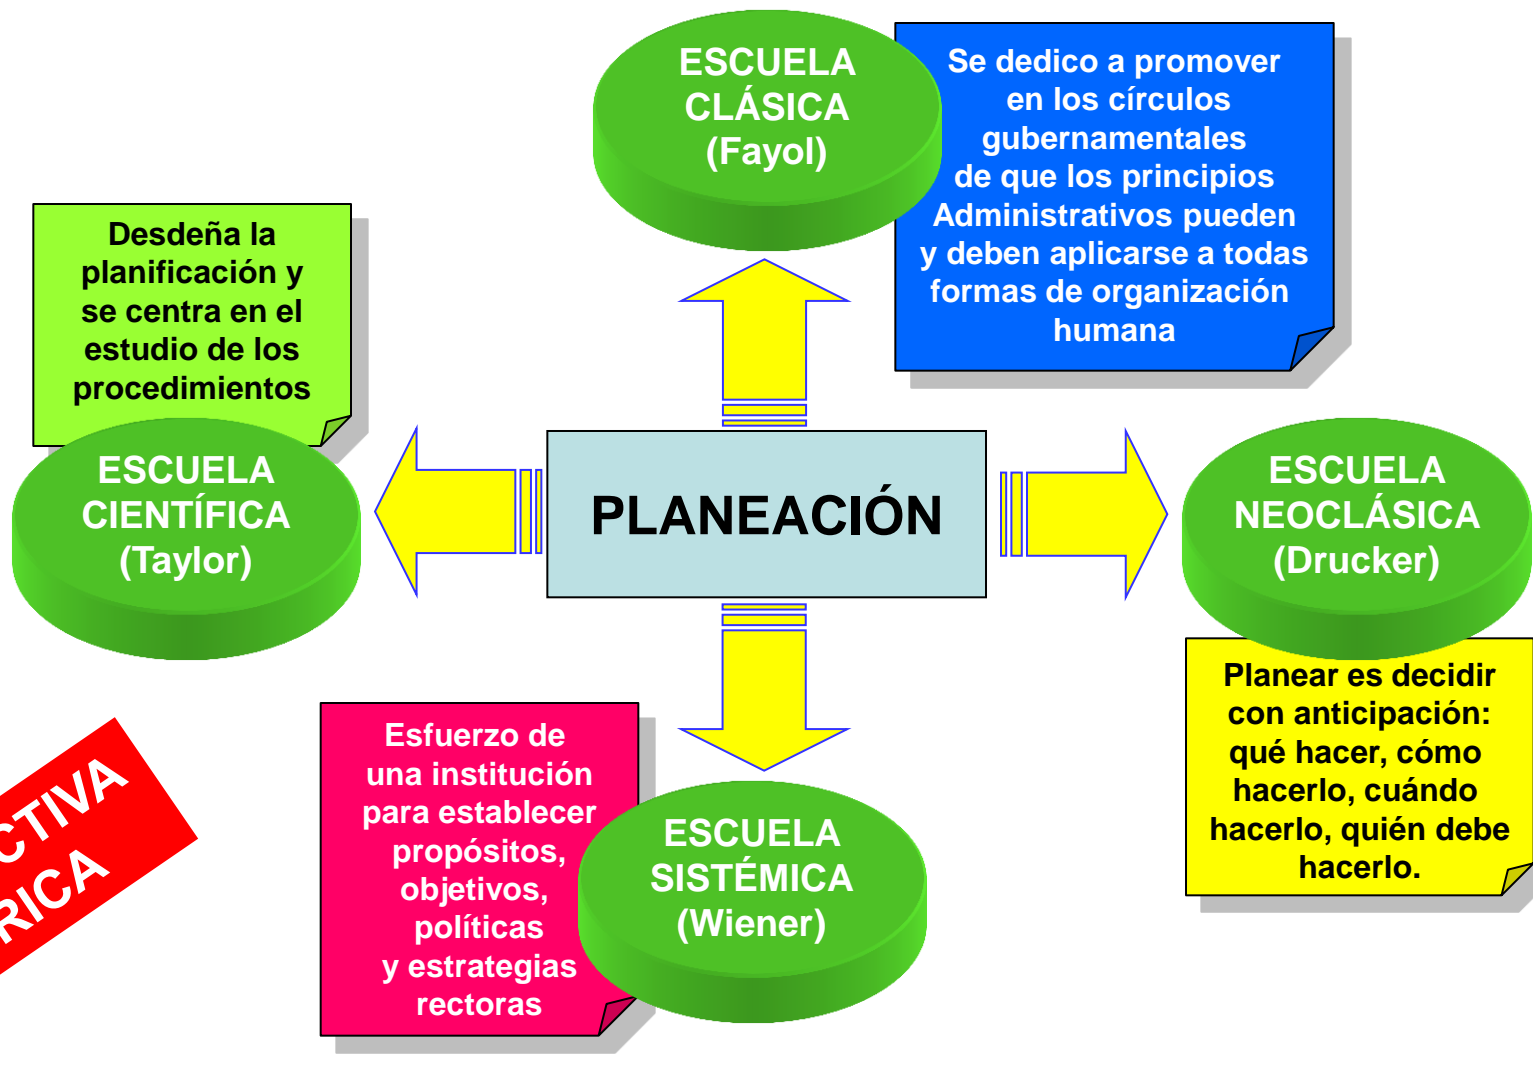 ESCUELA
CLÁSICA
(Fayol)
Se dedico a promover
en los círculos
gubernamentales
de que los principios
Administrativos pueden
y deben aplicarse a todas
formas de organización
humana
Desdeña la
planificación y
se centra en el
estudio de los
procedimientos
ESCUELA
CIENTÍFICA
(Taylor)
PLANEACIÓN
ESCUELA
NEOCLÁSICA
(Drucker)
Planear es decidir
con anticipación:
qué hacer, cómo
hacerlo, cuándo
hacerlo, quién debe
hacerlo.
Esfuerzo de
una institución
para establecer
propósitos,
objetivos,
políticas
y estrategias
rectoras
ESCUELA
SISTÉMICA
(Wiener)